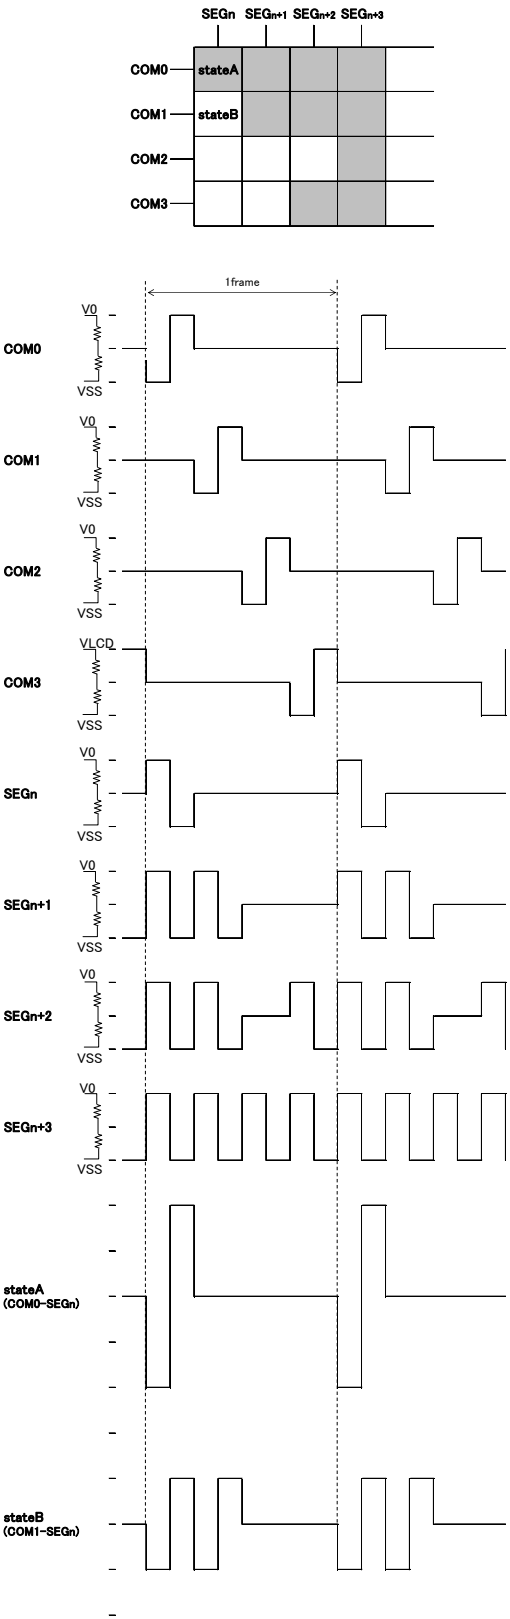 SEGn SEGn+1 SEGn+2 SEGn+3
COM0 stateA
COM1 stateB
COM2
COM3
1frame
V0
COM0
VSS
V0
COM1
VSS
V0
COM2
VSS
VLCD
COM3
VSS
V0
SEGn
VSS
V0
SEGn+1
VSS
V0
SEGn+2
VSS
V0
SEGn+3
VSS
stateA
(COM0-SEGn)
stateB
(COM1-SEGn)